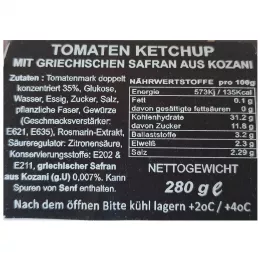 TOMATEN KETCHUP
MIT GRIECHISCHEN SAFRAN AUS KOZANI
Zutaten : Tomatenmark doppelt
konzentriert 35%, Glukose,
Wasser, Essig, Zucker, Salz,
pflanzliche Faser, Gewürze
(Geschmacksverstärker:
E621, E635), Rosmarin-Extrakt,
Säureregulator: Zitronensäure,
Konservierungsstoffe: E202 &
E211, griechischer Safran
aus Kozani (g.U) 0,007%. Kann
Spuren von Senf enthalten.
NÄHRWERTSTOFFE pro 100g
Energie 573Kj / 135Kcal
Fett 0.1 g
davon gesättigte fettsäuren 0 g
Kohlenhydrate 31.2 g
davon Zucker 11.8 g
Ballaststoffe 3.2 g
Eiweiß 2.3 g
Salz 2.29 g
NETTOGEWICHT
280 g ℮
Nach dem öffnen Bitte kühl lagern +2oC / +4oC